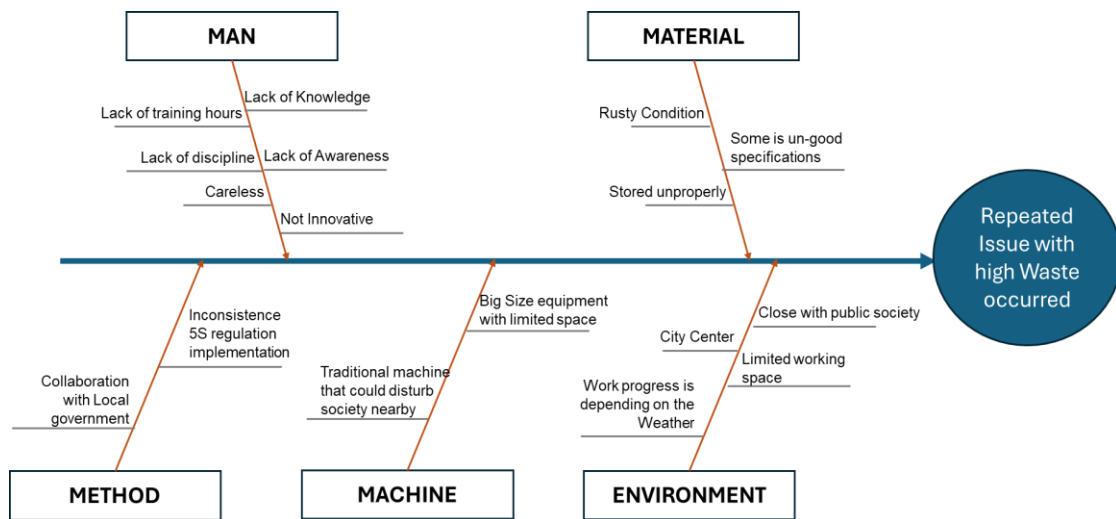 MAN
MATERIAL
Lack of Knowledge
Lack of training hours
Lack of discipline
Lack of Awareness
Careless
Not Innovative
Rusty Condition
Some is un-good
specifications
Stored unproperly
Repeated
Issue with
high Waste
occurred
Inconsistence
5S regulation
implementation
Collaboration
with Local
government
Big Size equipment
with limited space
Traditional machine
that could disturb
society nearby
Close with public society
City Center
Limited working
space
Work progress is
depending on the
Weather
METHOD
MACHINE
ENVIRONMENT